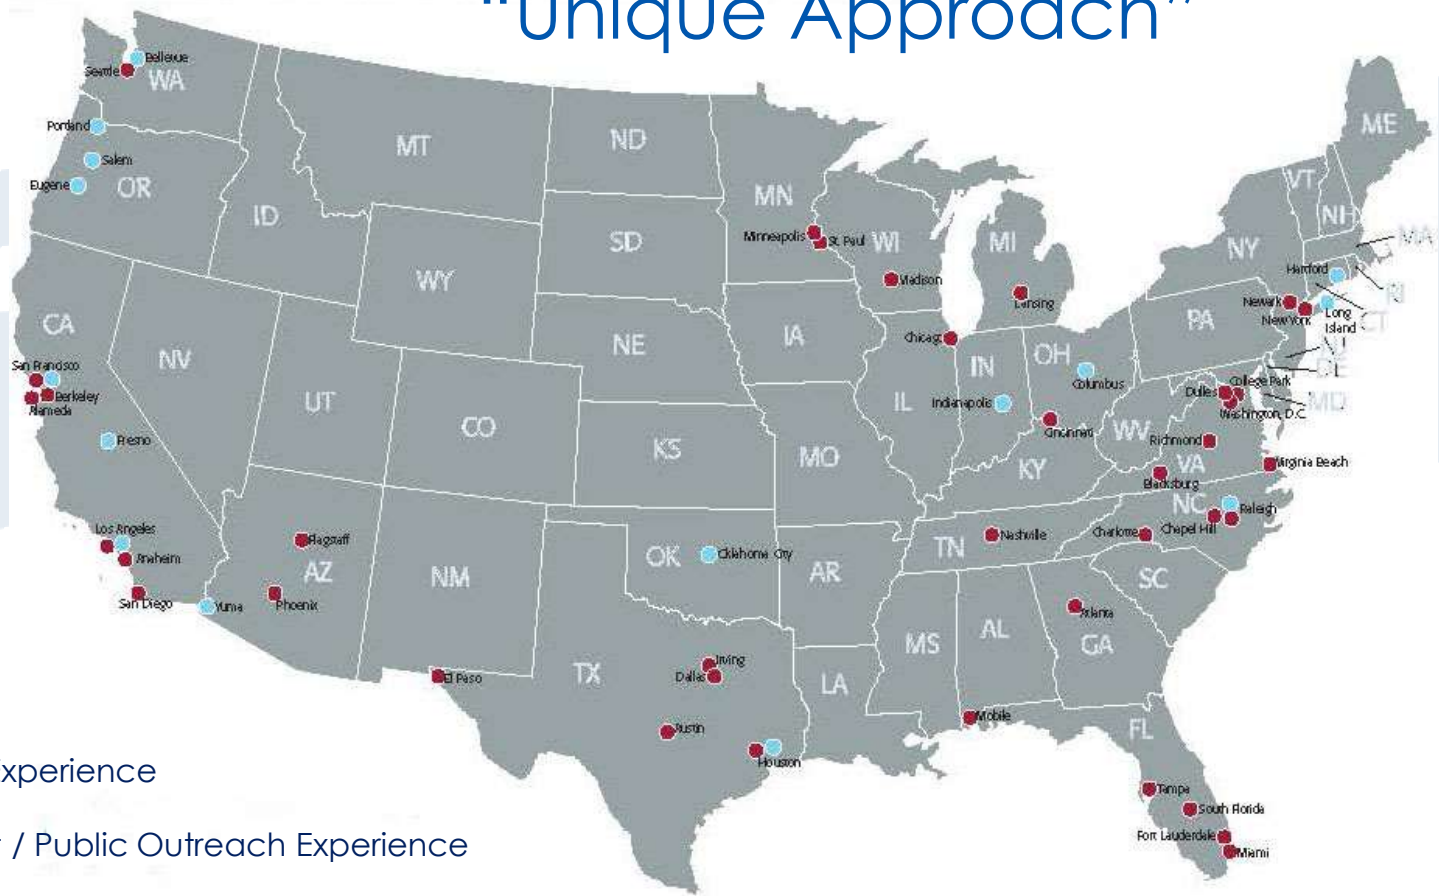 “Unique Approach”
Bellevue
Seattle
WA
Portland
Salem
Eugene
OR
ID
MT
ND
MN
Minneapolis
St. Paul
WI
Madison
MI
Lansing
ME
VT
NH
MA
NY
Hartford
RI
CT
Newark
New York
Long
Island
PA
NJ
DE
MD
SD
WY
NE
IA
Chicago
IL
IN
Indianapolis
OH
Columbus
Cincinnati
College Park
Dulles
Washington, D.C.
WV
Richmond
VA
Virginia Beach
Blacksburg
KY
CA
San Francisco
Berkeley
Alameda
Fresno
NV
UT
CO
KS
MO
Los Angeles
Anaheim
San Diego
Yuma
Flagstaff
AZ
Phoenix
NM
OK
Oklahoma City
AR
TN
Nashville
NC
Raleigh
Chapel Hill
Charlotte
SC
Atlanta
GA
AL
MS
LA
TX
El Paso
Irving
Dallas
Austin
Houston
Mobile
FL
Tampa
South Florida
Fort Lauderdale
Miami
Experience
/ Public Outreach Experience